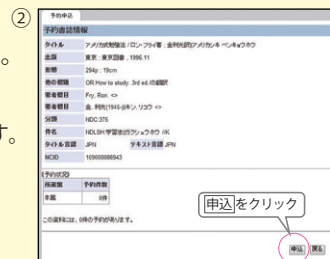 ②
。
す。
予約申込
予約書誌情報
タイトル アメリカ式勉強法 / ロン・フライ著 ; 金利光訳||アメリカシキ ベンキョウホウ
出版 東京 : 東京図書 , 1996.11
形態 294p ; 19cm
他の標題 OR:How to study. 3rd ed.の翻訳
著者標目 Fry, Ron. <>
著者標目 金, 利光(1945-)||キン, リコウ <>
分類 NDC:375
件名 NDLSH:学習法||ガクシュウホウ //K
タイトル言語 JPN テキスト言語 JPN
NCID 109000086943
[予約状況]
所蔵館 予約件数
本館 0件
この資料には、0件の予約があります。
申込をクリック
申込 戻る